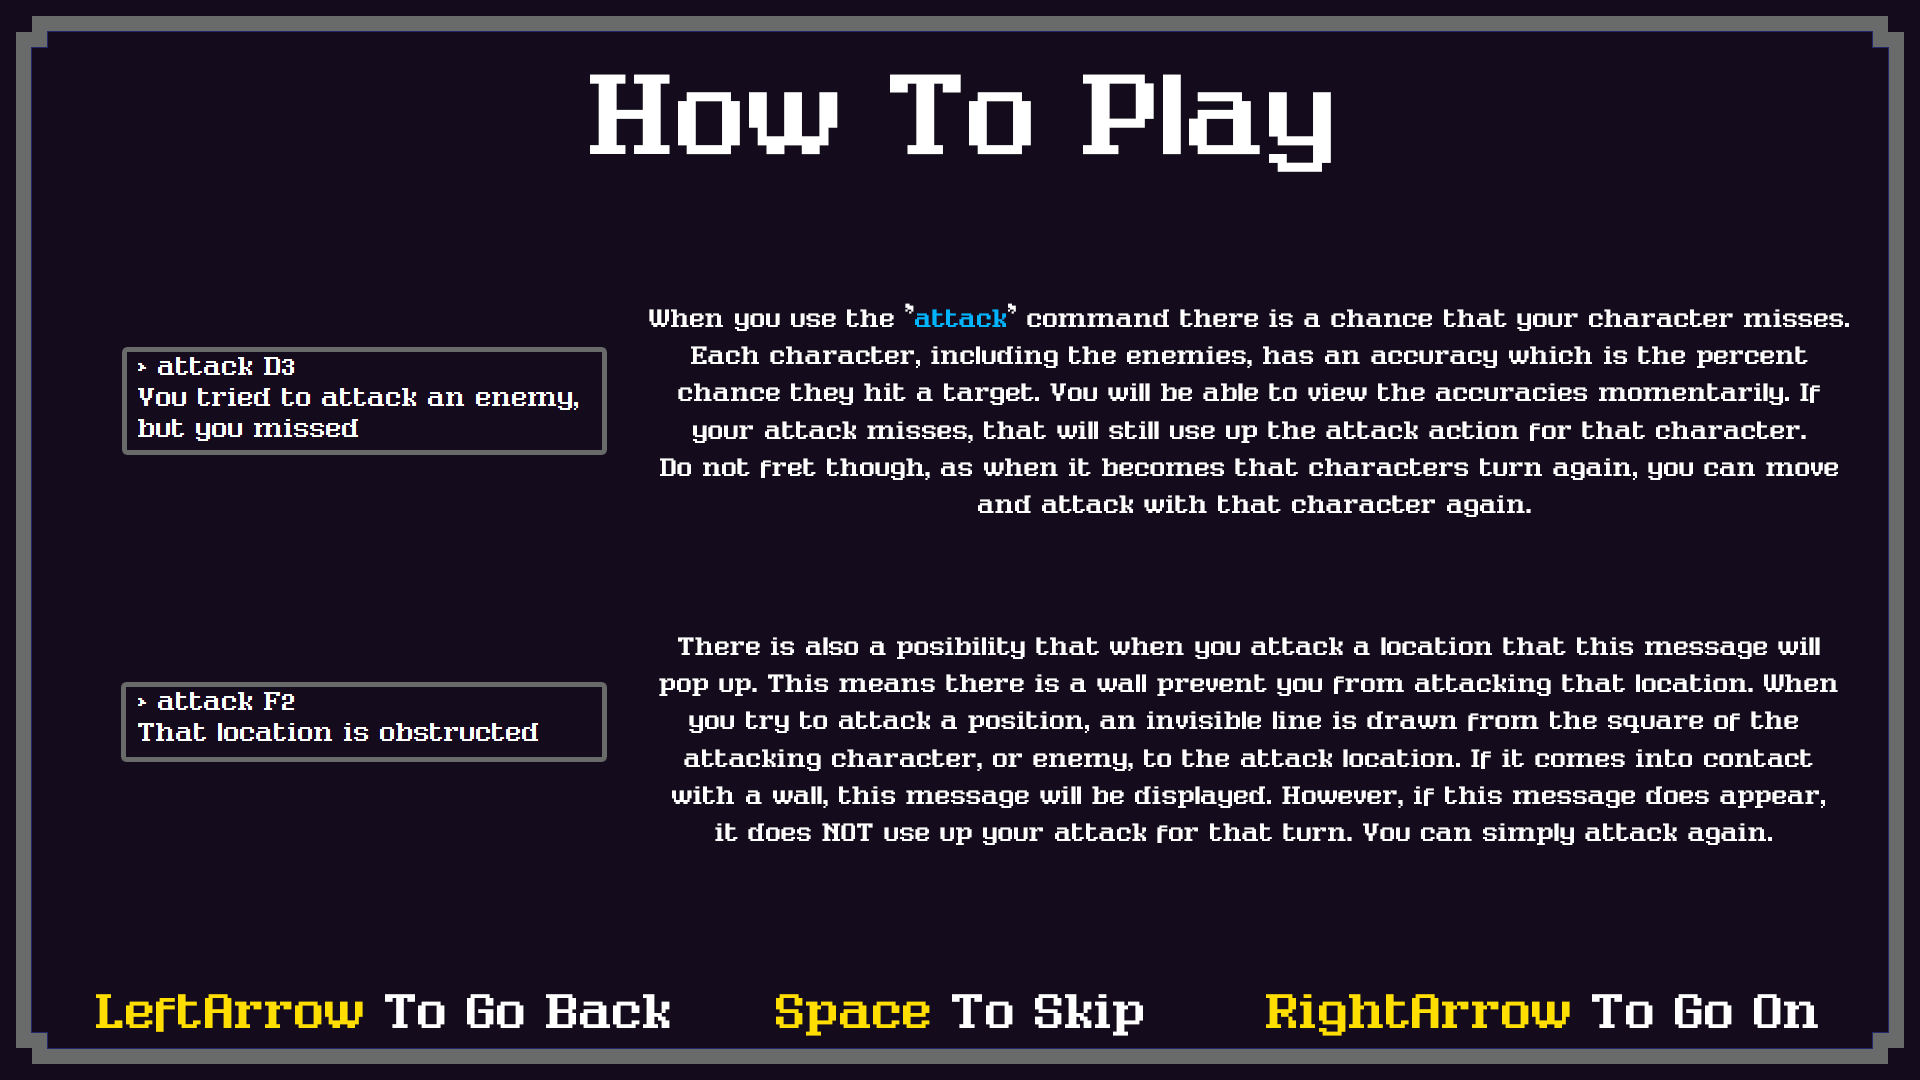 How To Play
When you use the "attack" command there is a chance that your character misses.
Each character, including the enemies, has an accuracy which is the percent
chance they hit a target. You will be able to view the accuracies momentarily. If
your attack misses, that will still use up the attack action for that character.
Do not fret though, as when it becomes that characters turn again, you can move
and attack with that character again.
> attack D3
You tried to attack an enemy,
but you missed
There is also a posibility that when you attack a location that this message will
pop up. This means there is a wall prevent you from attacking that location. When
you try to attack a position, an invisible line is drawn from the square of the
attacking character, or enemy, to the attack location. If it comes into contact
with a wall, this message will be displayed. However, if this message does appear,
it does NOT use up your attack for that turn. You can simply attack again.
> attack F2
That location is obstructed
LeftArrow To Go Back
Space To Skip
RightArrow To Go On